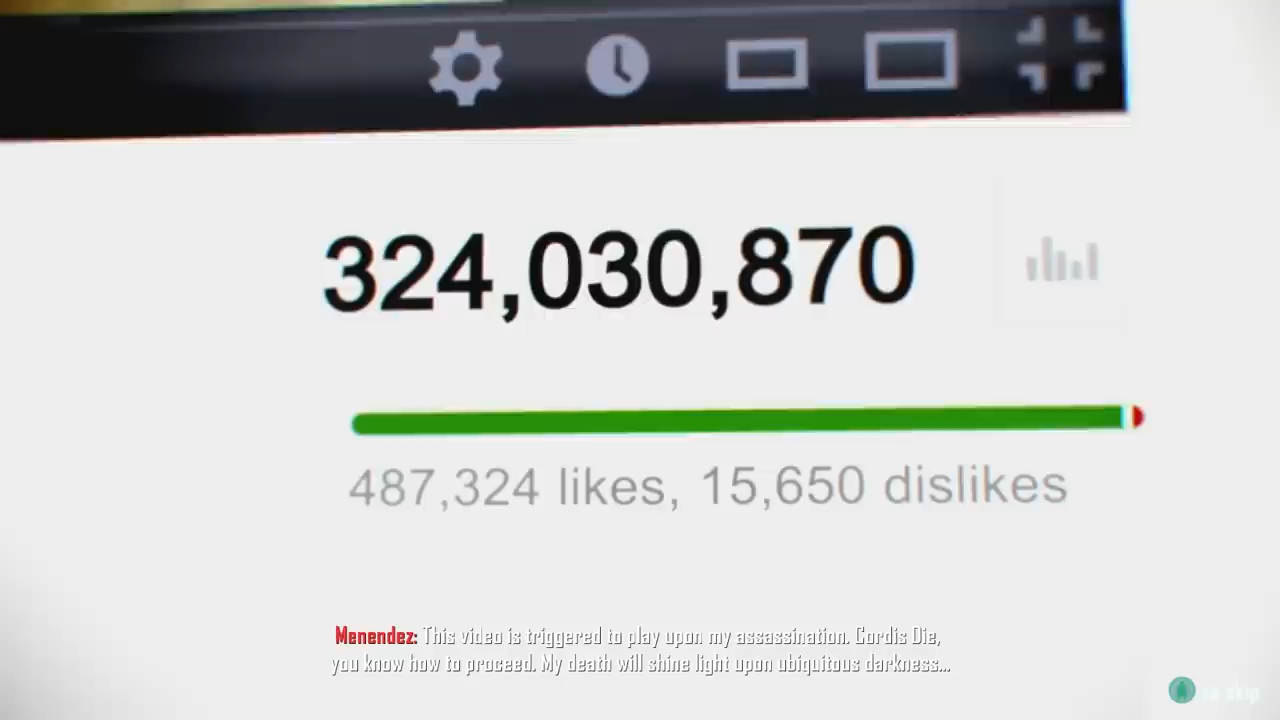 324,030,870
487,324 likes, 15,650 dislikes
Menendez: This video is triggered to play upon my assassination. Cordis Die,
you know how to proceed. My death will shine light upon ubiquitous darkness...
skip